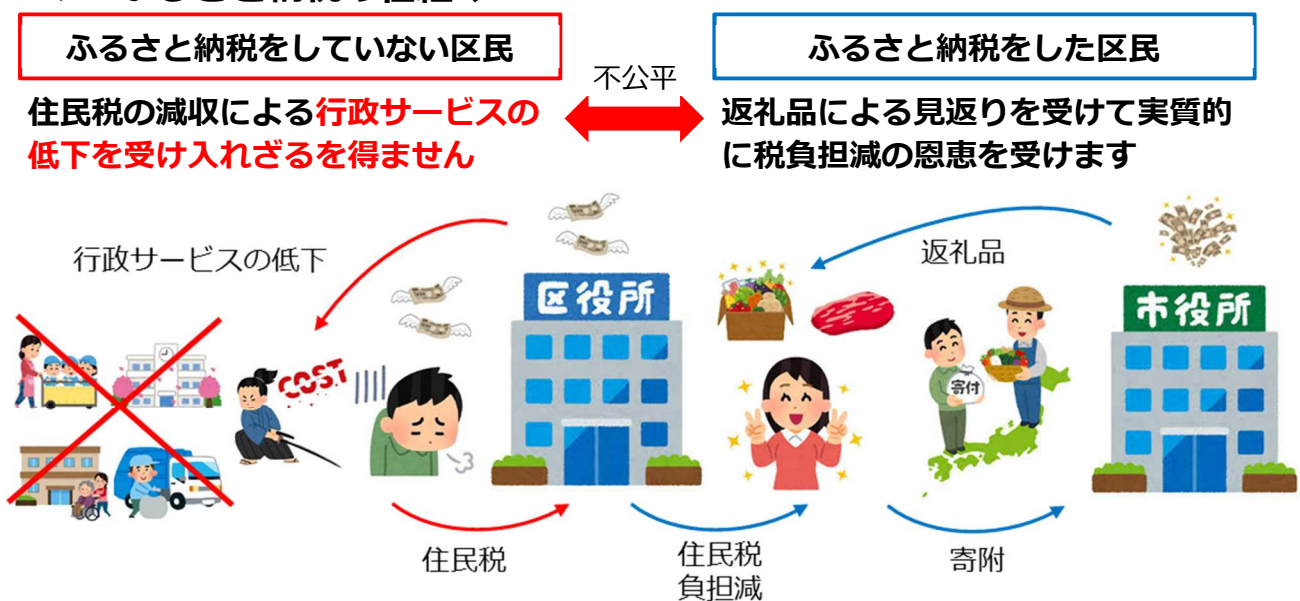 ふるさと納税をしていない区民
ふるさと納税をした区民
不公平
住民税の減収による行政サービスの
低下を受け入れざるを得ません
返礼品による見返りを受けて実質的
に税負担減の恩恵を受けます
行政サービスの低下
返礼品
区役所
市役所
COST
寄付
住民税
住民税
負担減
寄附